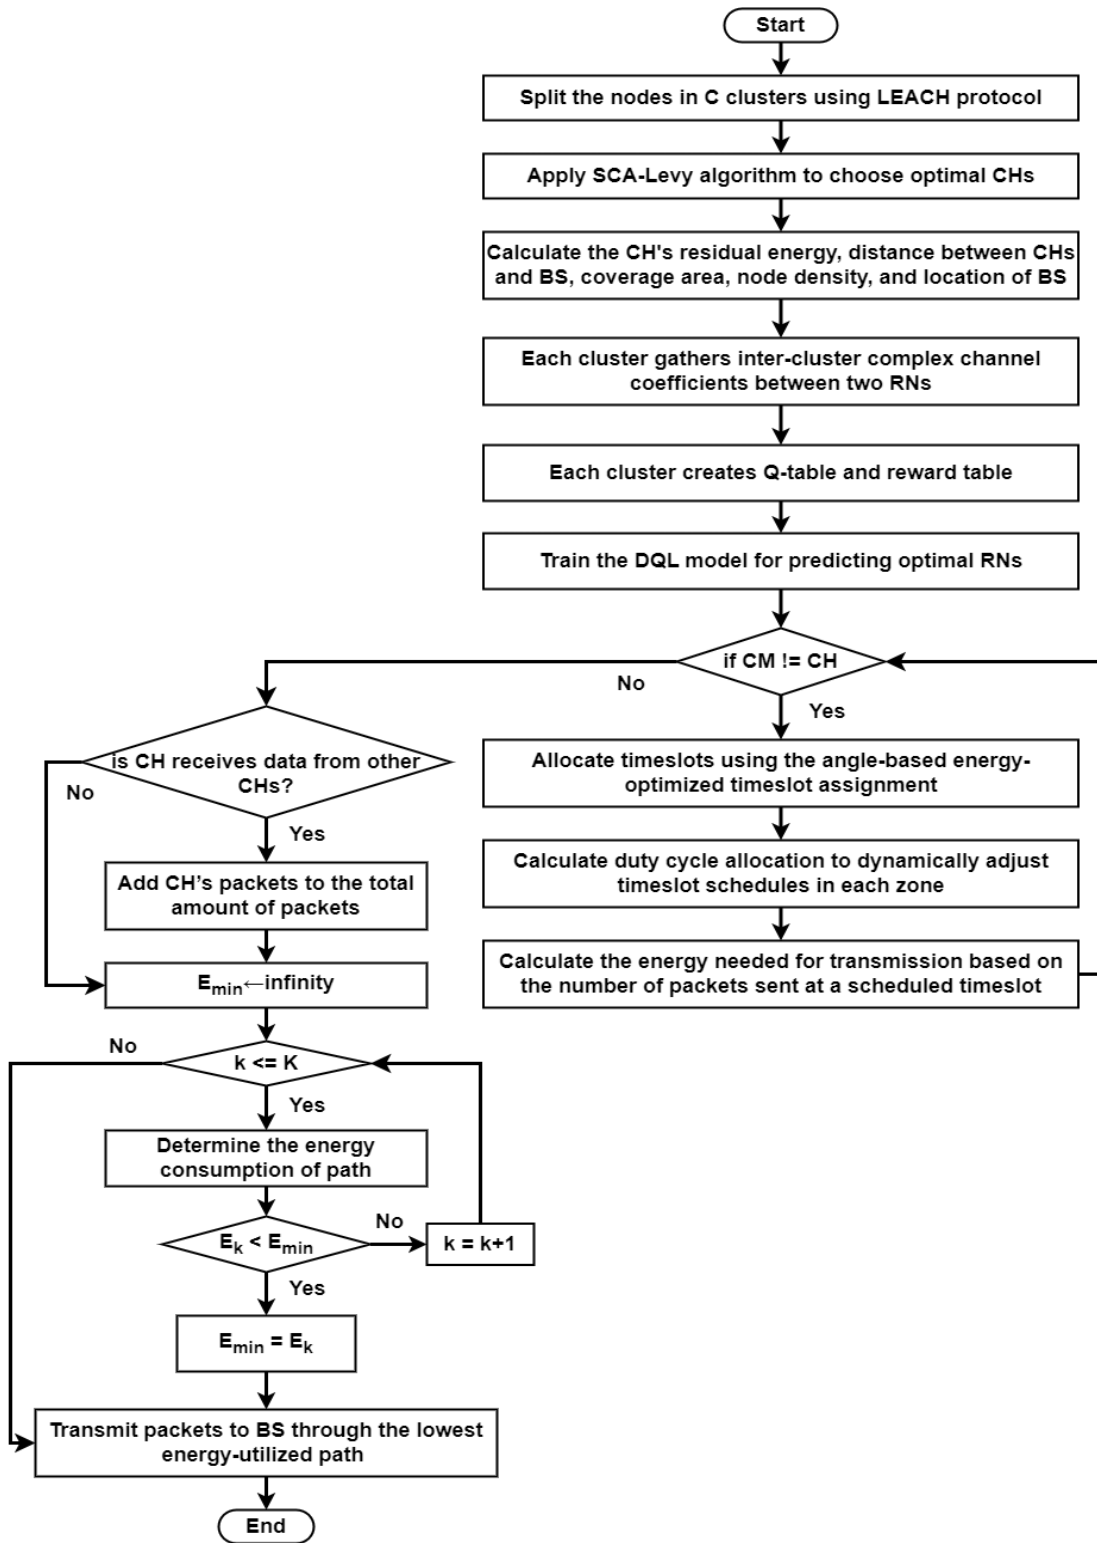 Start
Split the nodes in C clusters using LEACH protocol
Apply SCA-Levy algorithm to choose optimal CHs
Calculate the CH's residual energy, distance between CHs
and BS, coverage area, node density, and location of BS
Each cluster gathers inter-cluster complex channel
coefficients between two RNs
Each cluster creates Q-table and reward table
Train the DQL model for predicting optimal RNs
if CM != CH
No
Yes
Allocate timeslots using the angle-based energy-
optimized timeslot assignment
Calculate duty cycle allocation to dynamically adjust
timeslot schedules in each zone
Calculate the energy needed for transmission based on
the number of packets sent at a scheduled timeslot
is CH receives data from other
CHs?
No
Yes
Add CH’s packets to the total
amount of packets
E_min←infinity
No
k <= K
Yes
Determine the energy
consumption of path
E_k < E_min
No
k = k+1
Yes
E_min = E_k
Transmit packets to BS through the lowest
energy-utilized path
End